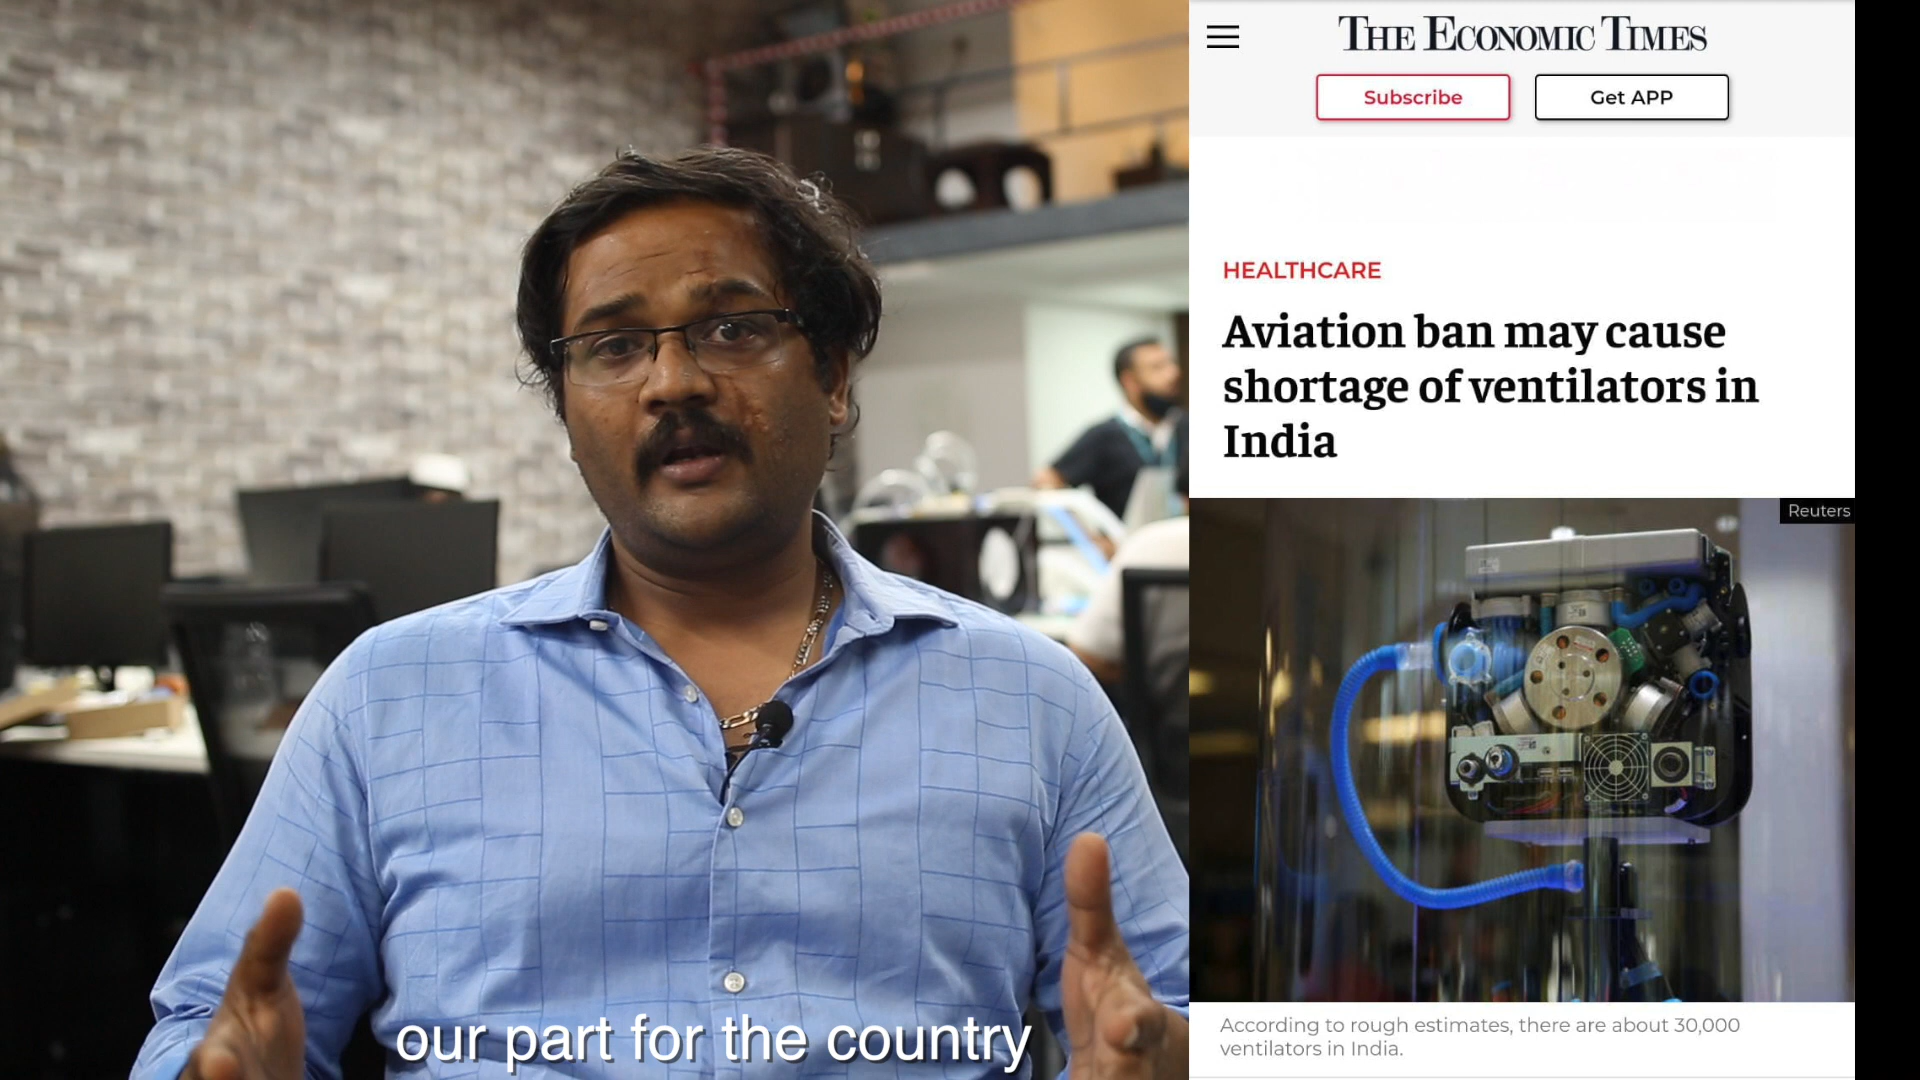 THE ECONOMIC TIMES
Subscribe
Get APP
HEALTHCARE
Aviation ban may cause
shortage of ventilators in
India
Reuters
According to rough estimates, there are about 30,000
ventilators in India.
our part for the country